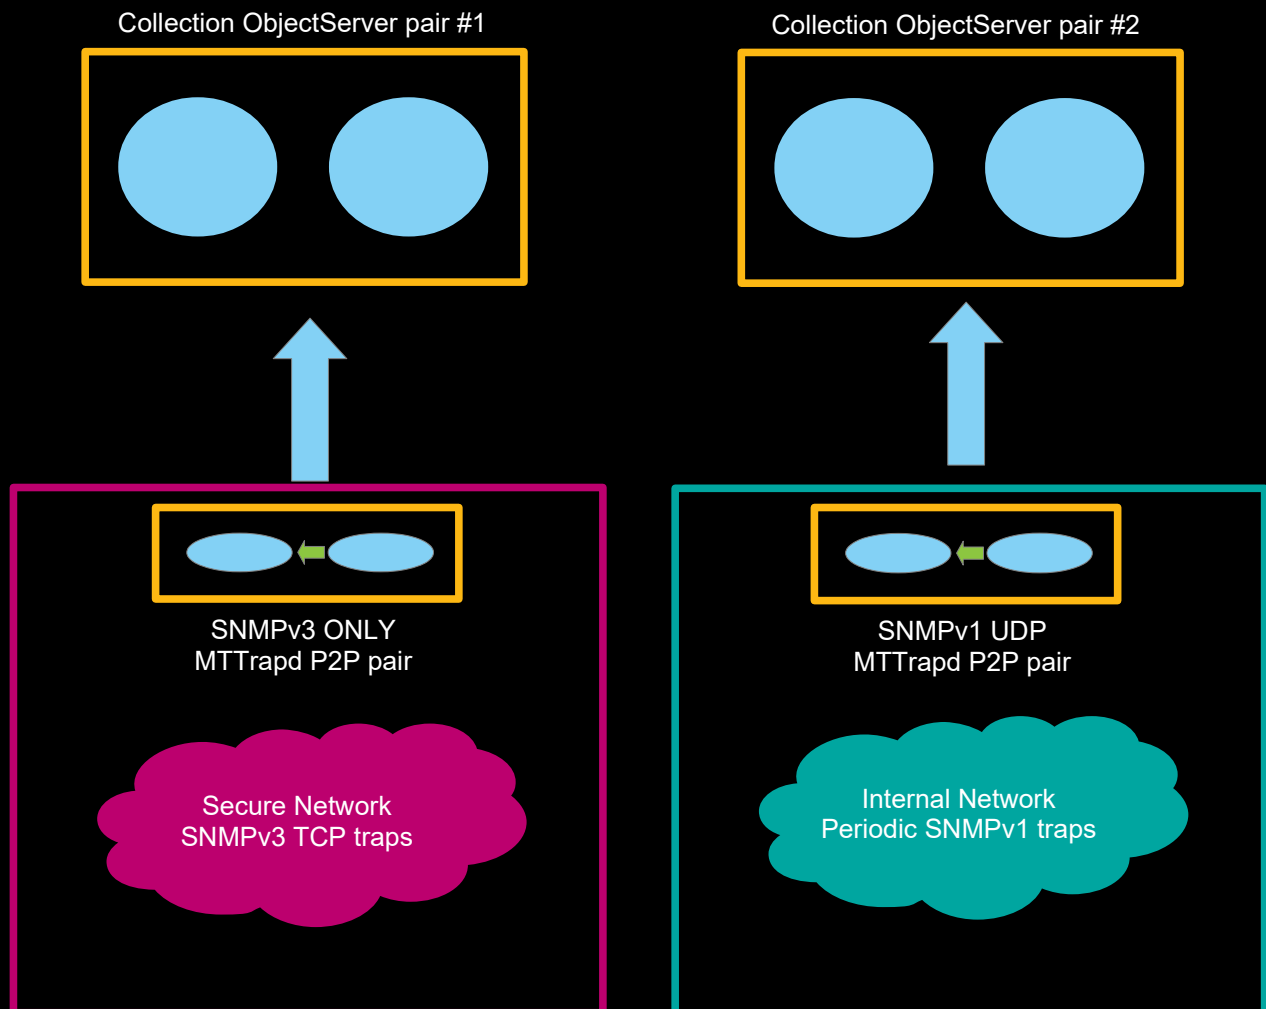 Collection ObjectServer pair #1
Collection ObjectServer pair #2
SNMPv3 ONLY
MTTrapd P2P pair
SNMPv1 UDP
MTTrapd P2P pair
Secure Network
SNMPv3 TCP traps
Internal Network
Periodic SNMPv1 traps